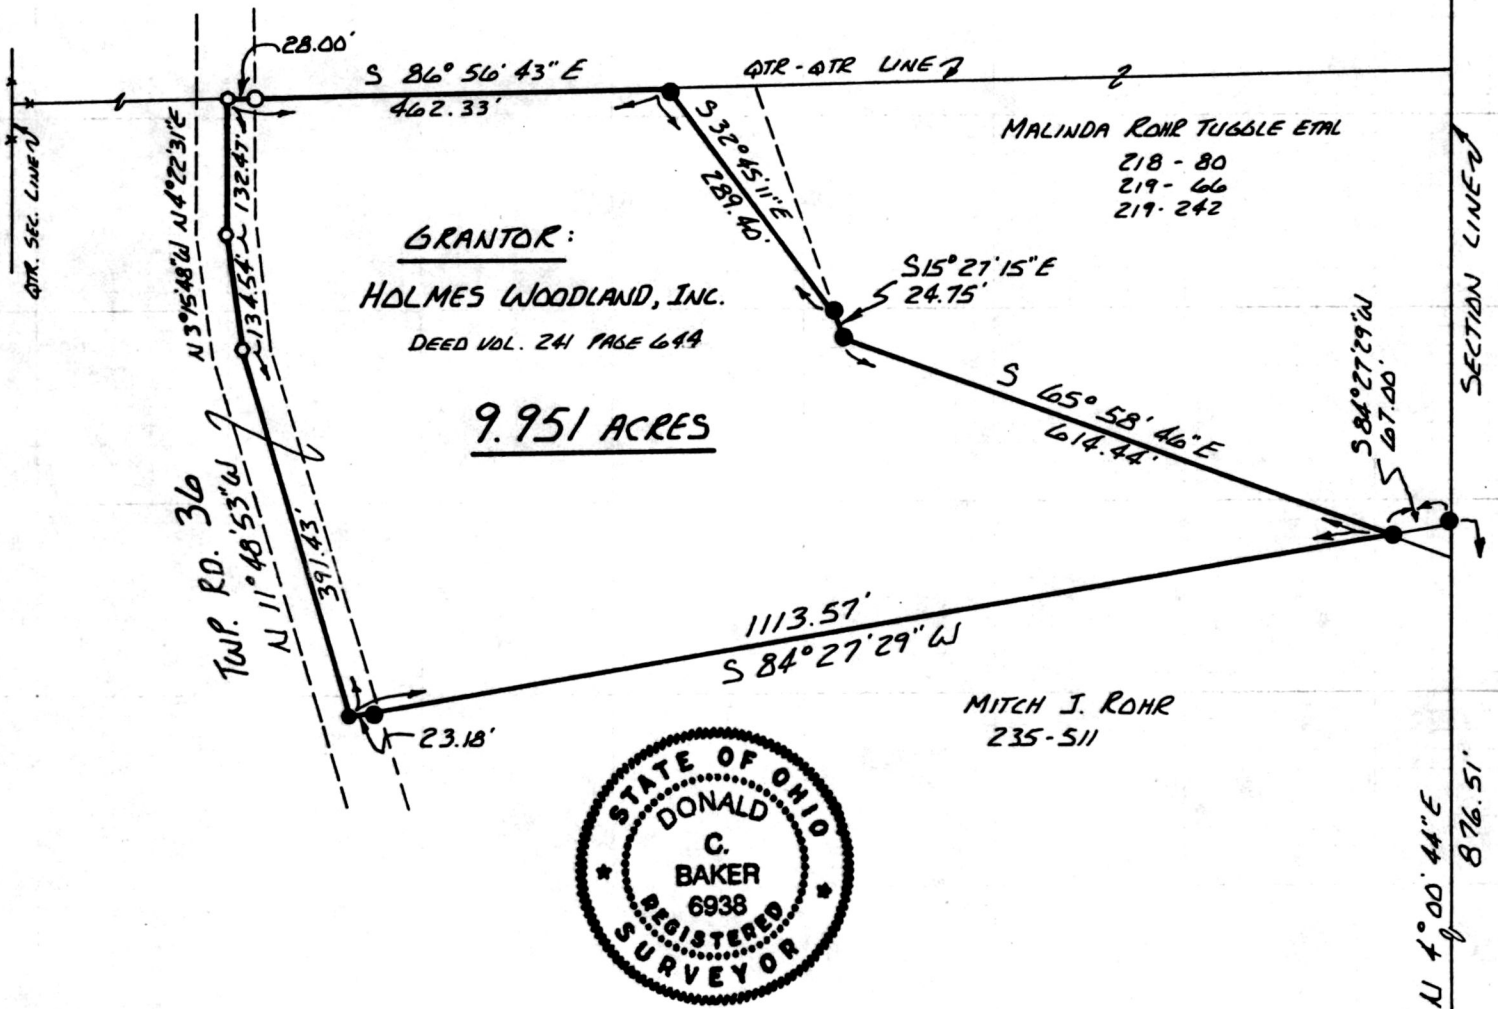 28.00'
S 86° 56' 43" E
462.33'
QTR-QTR LINE
QTR. SEC. LINE
N 4° 22' 31" E
132.47'
N 3° 15' 48" W
134.54'
S 32° 45' 11" E
289.40'
MALINDA ROHR TUGGLE ETAL
218 - 80
219 - 66
219 - 242
SECTION LINE
GRANTOR:
HOLMES WOODLAND, INC.
DEED VOL. 241 PAGE 644
9.951 ACRES
S 15° 27' 15" E
24.75'
S 65° 58' 46" E
614.44'
S 84° 27' 29" W
67.00'
TWP. RD. 36
N 11° 48' 53" W
391.43'
1113.57'
S 84° 27' 29" W
23.18'
MITCH J. ROHR
235-511
STATE OF OHIO
DONALD
C.
BAKER
6938
REGISTERED
SURVEYOR
N 4° 00' 44" E
876.51'